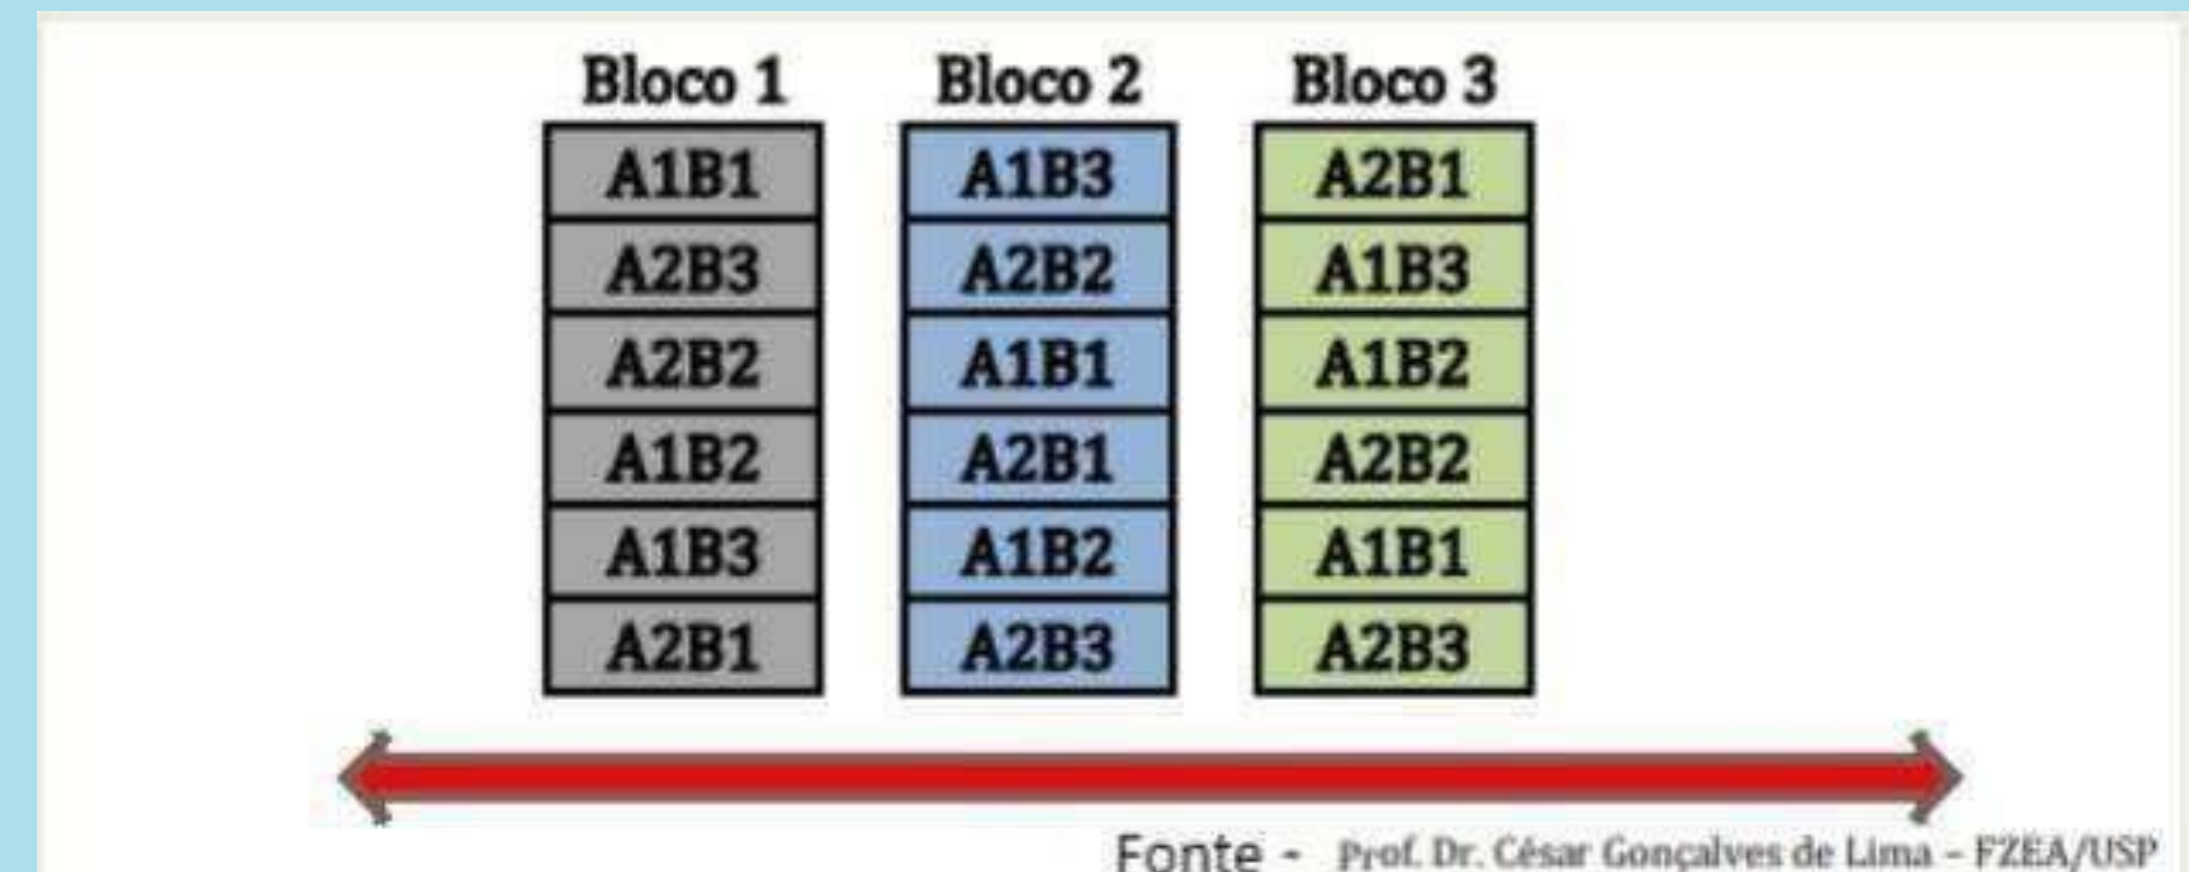 Bloco 1 Bloco 2 Bloco 3
A1B1 A1B3 A2B1
A2B3 A2B2 A1B3
A2B2 A1B1 A1B2
A1B2 A2B1 A2B2
A1B3 A1B2 A1B1
A2B1 A2B3 A2B3
Fonte - Prof. Dr. César Gonçalves de Lima – FZEA/USP